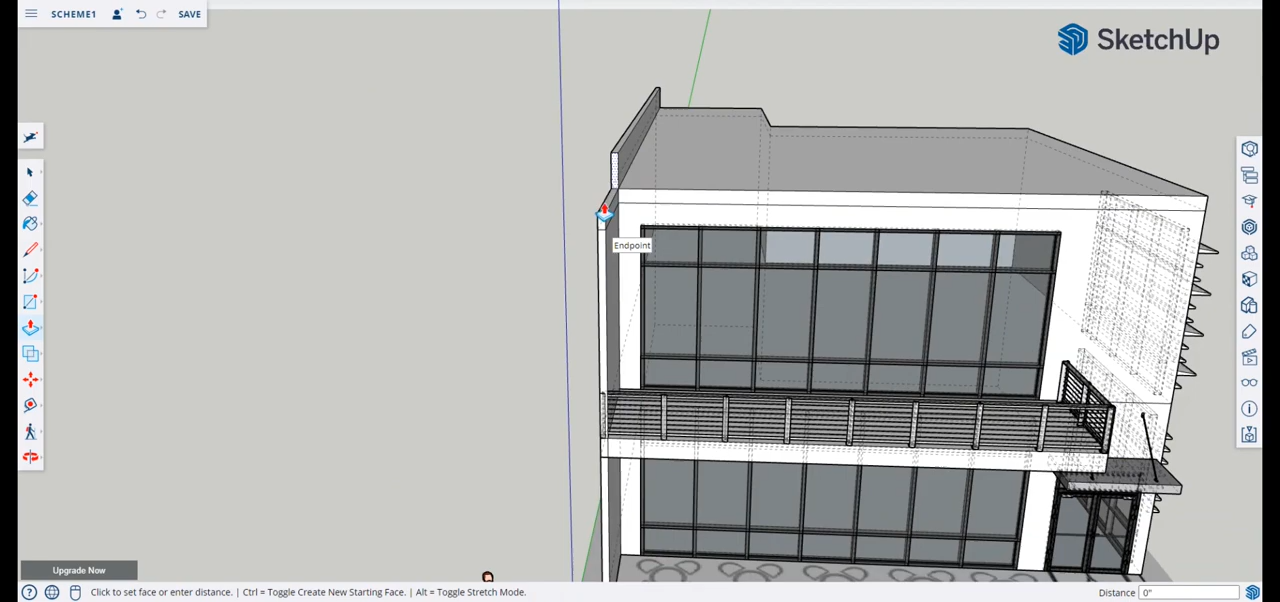 SCHEME1
SAVE
SketchUp
Endpoint
Upgrade Now
Click to set face or enter distance. | Ctrl = Toggle Create New Starting Face. | Alt = Toggle Stretch Mode.
Distance 0"